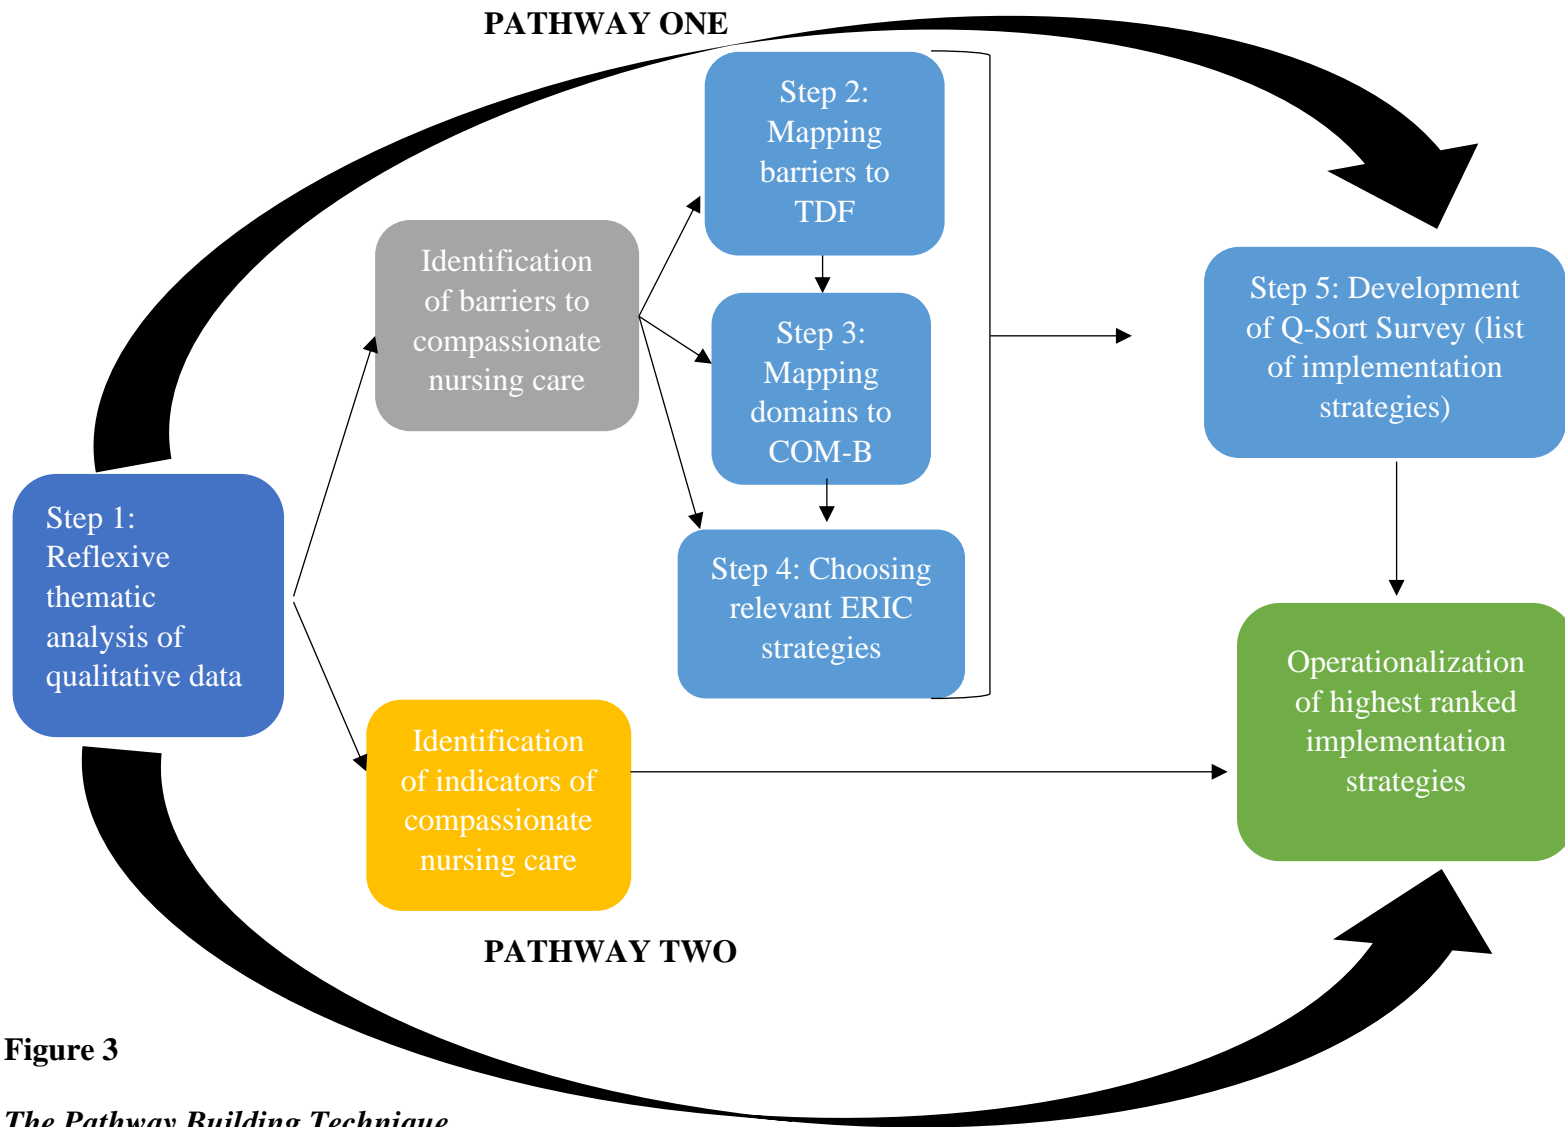 PATHWAY ONE
Step 2:
Mapping
barriers to
TDF
Identification
of barriers to
compassionate
nursing care
Step 3:
Mapping
domains to
COM-B
Step 5: Development
of Q-Sort Survey (list
of implementation
strategies)
Step 1:
Reflexive
thematic
analysis of
qualitative data
Step 4: Choosing
relevant ERIC
strategies
Operationalization
of highest ranked
implementation
strategies
Identification
of indicators of
compassionate
nursing care
PATHWAY TWO
Figure 3
The Pathway Building Technique